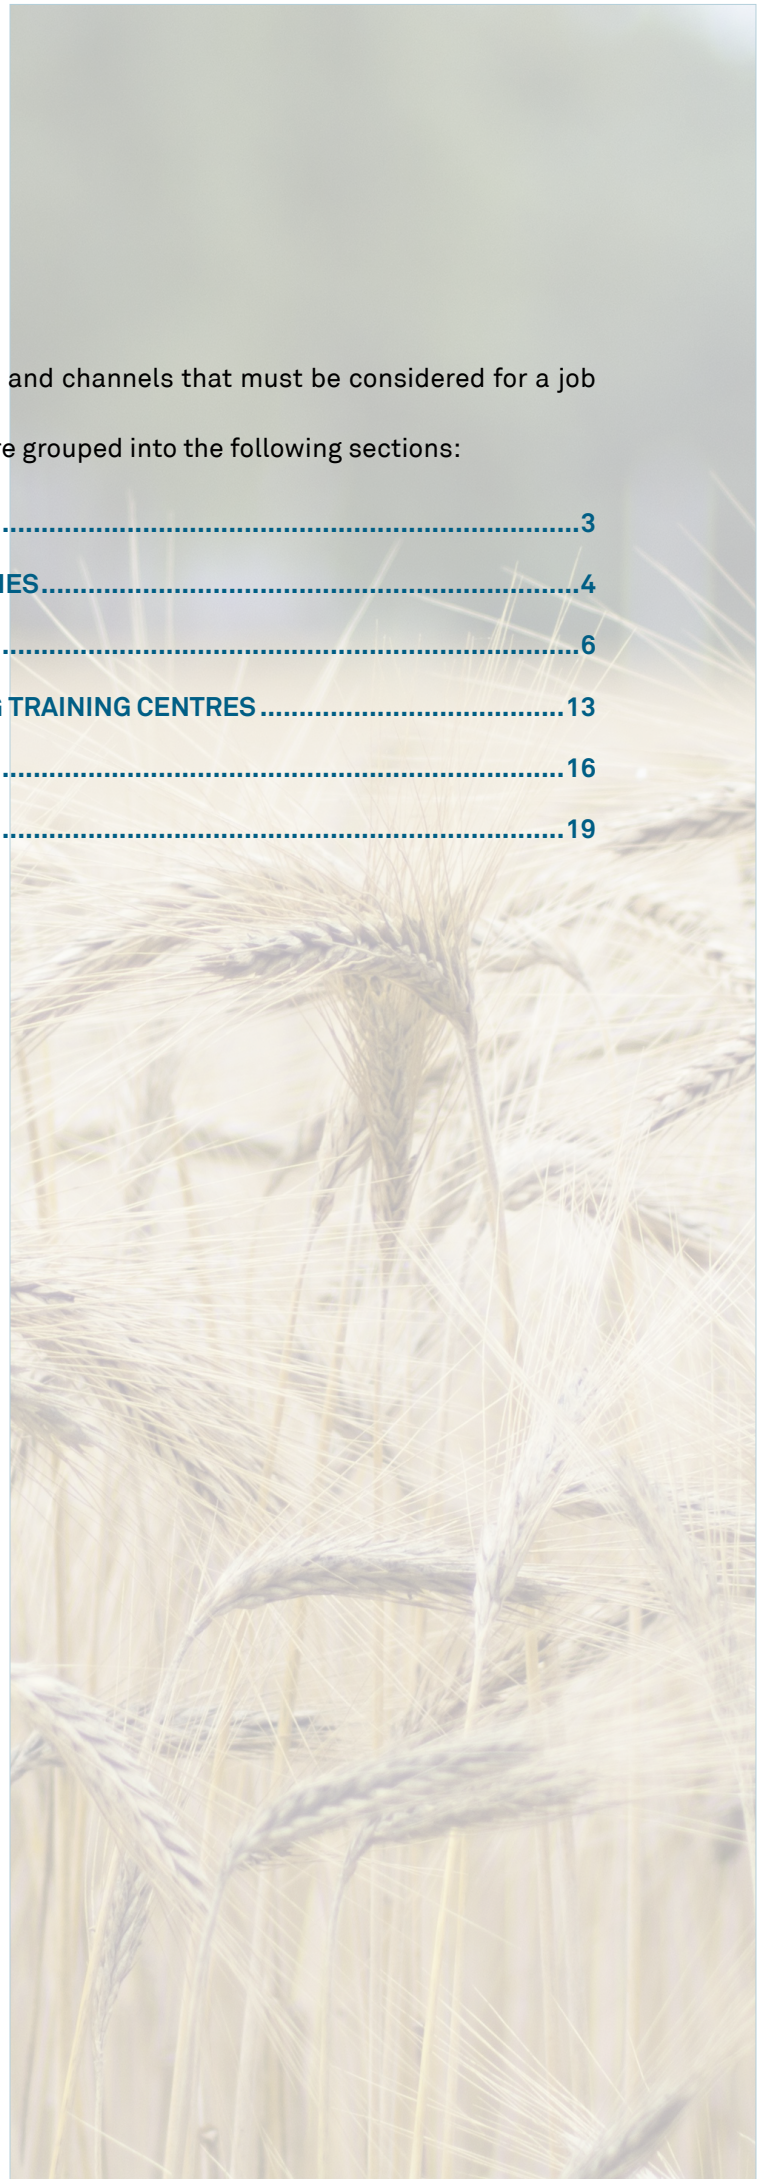 and channels that must be considered for a job
re grouped into the following sections:
..........................................................................3
IES.....................................................................4
..........................................................................6
TRAINING CENTRES.......................................13
........................................................................16
........................................................................19